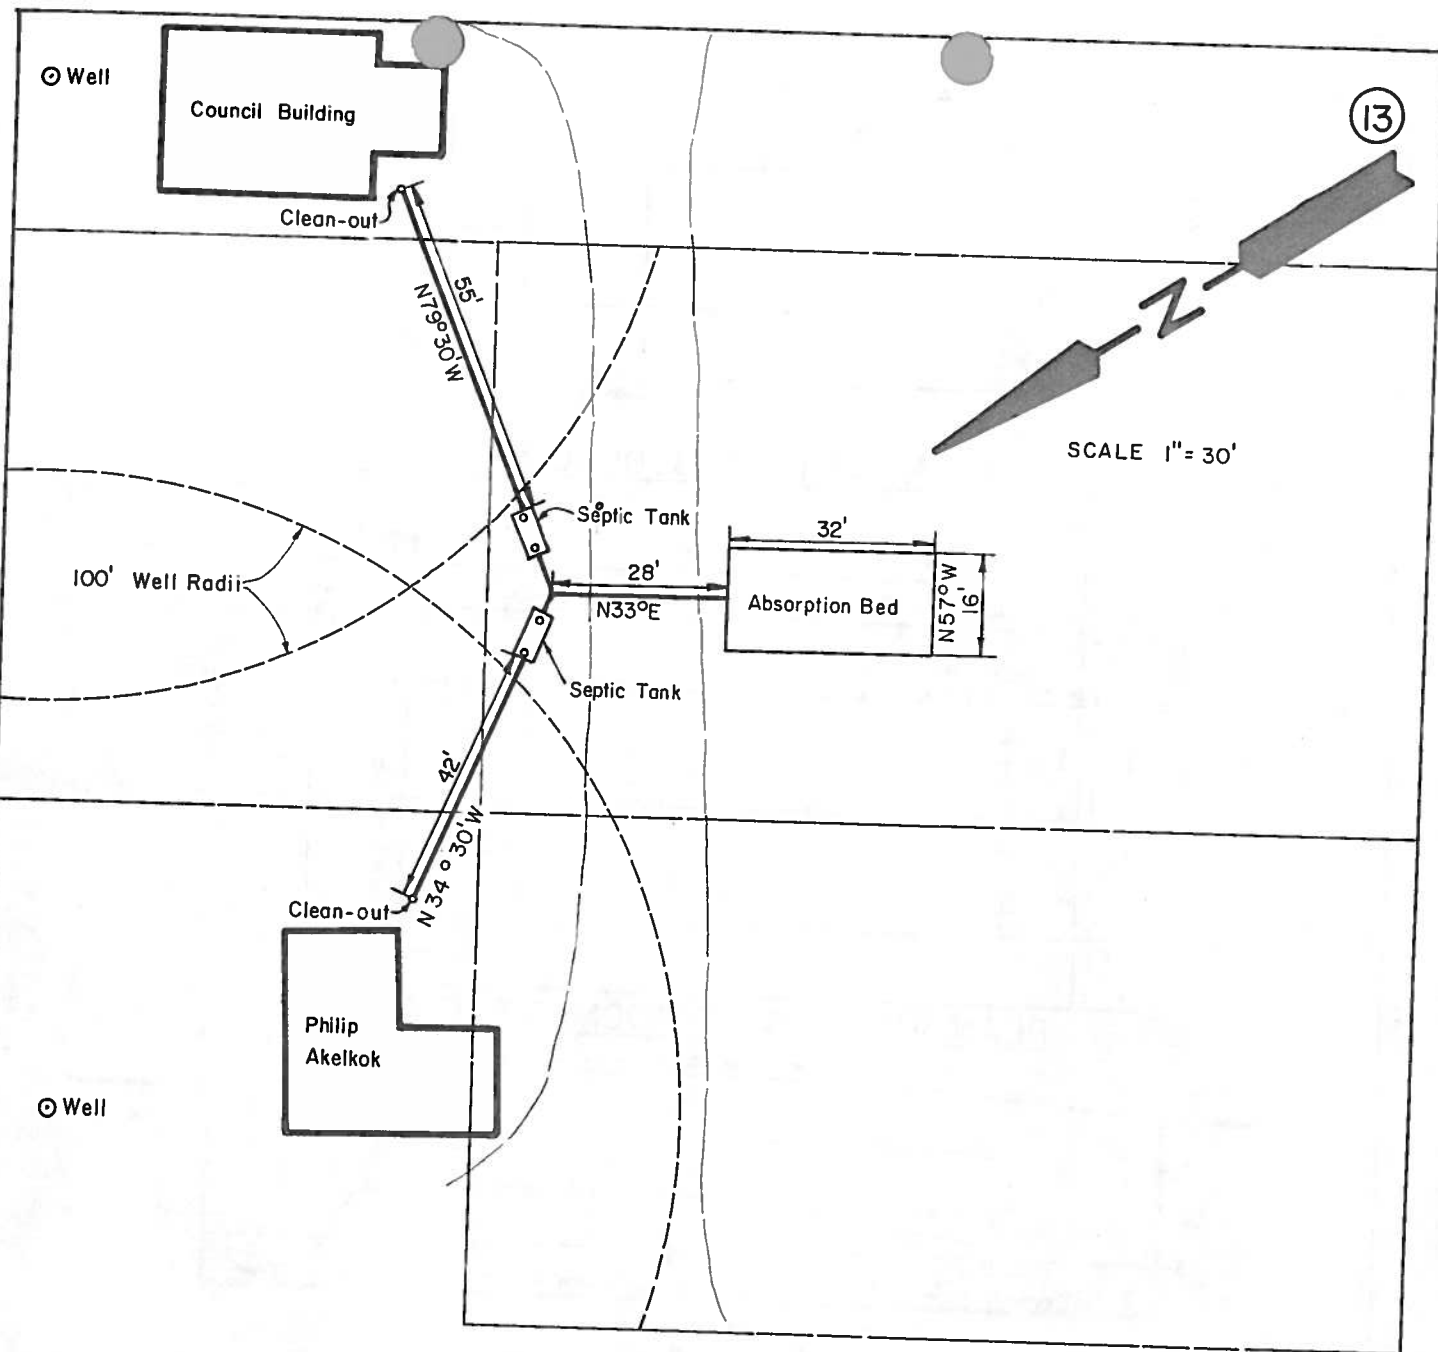 Well
Council Building
13
Clean-out
55'
N79°30'W
N
SCALE 1"=30'
Septic Tank
32'
100' Well Radii
28'
N33°E
Absorption Bed
N57°W
16'
Septic Tank
42'
N34°30'W
Clean-out
Philip
Akelkok
Well